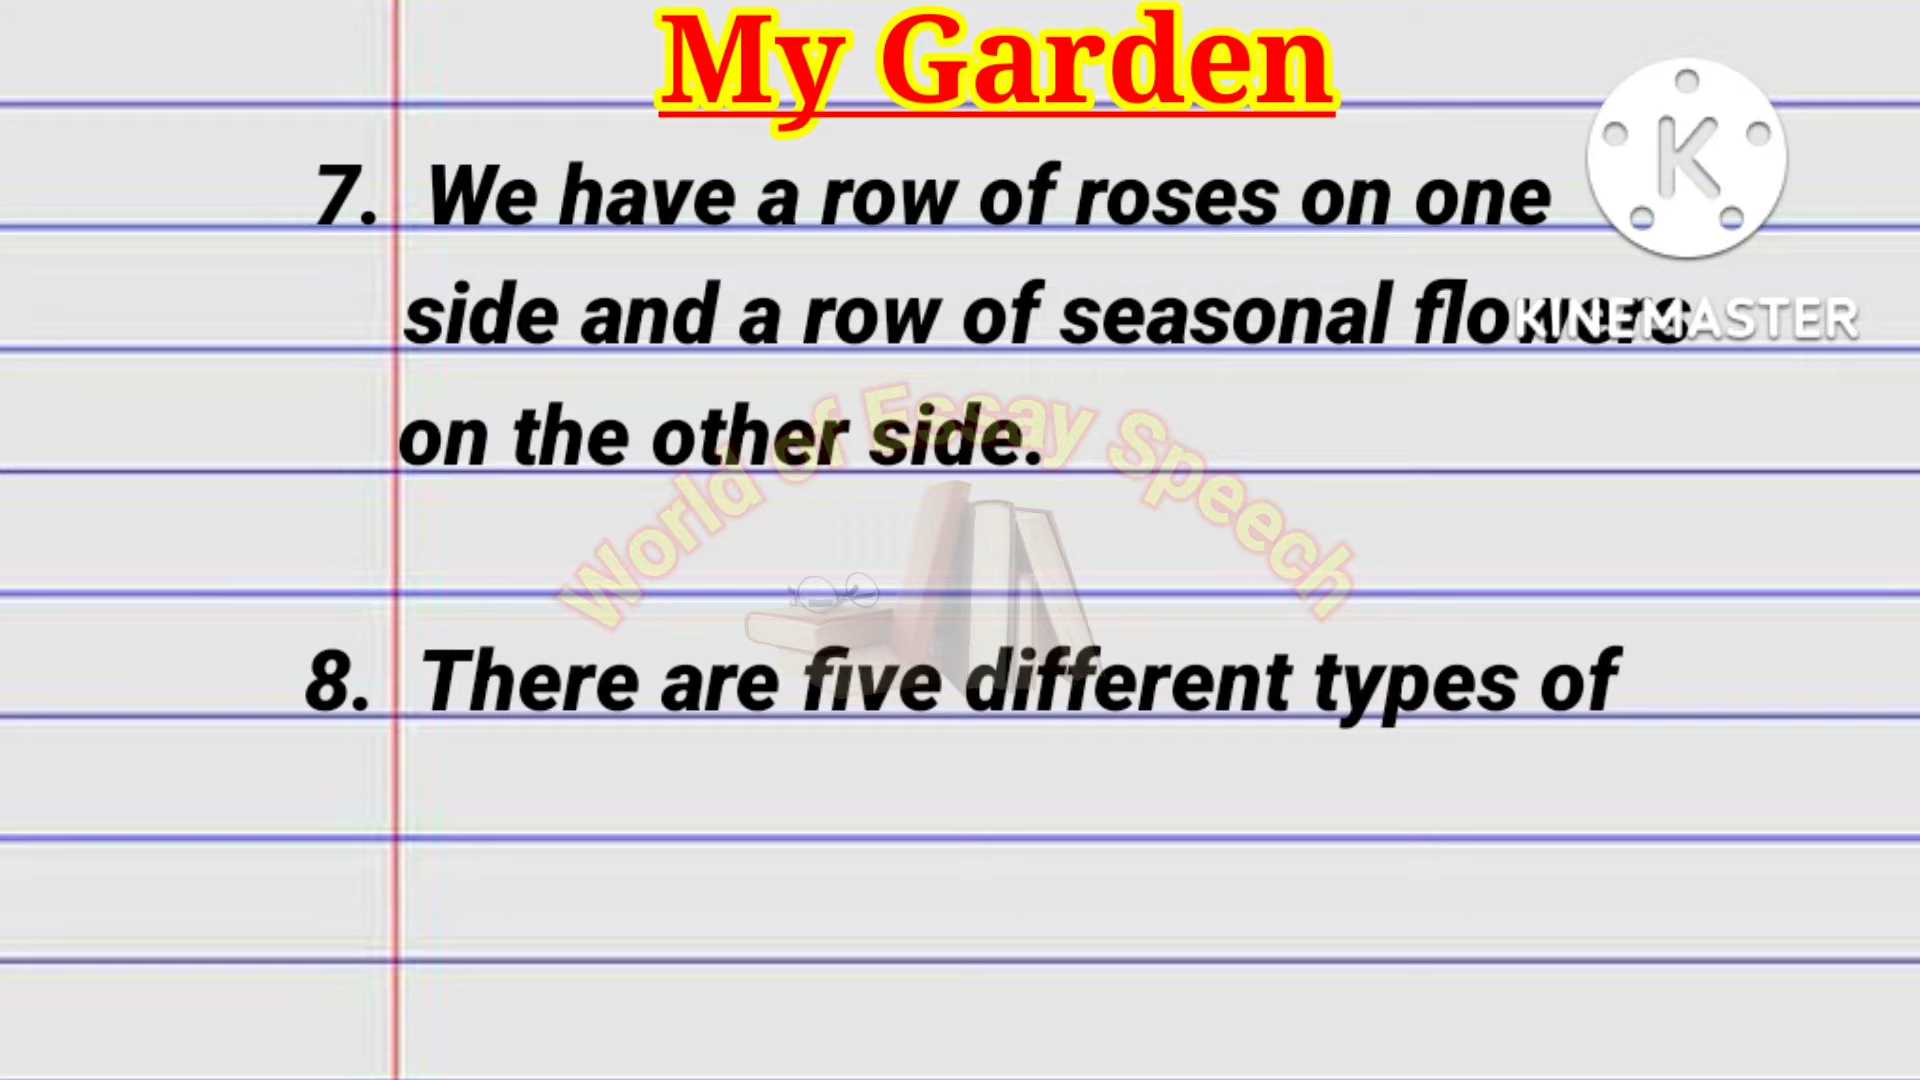 My Garden
7. We have a row of roses on one
side and a row of seasonal flowers
on the other side.
8. There are five different types of
K
KINEMASTER
World of Essay Speech